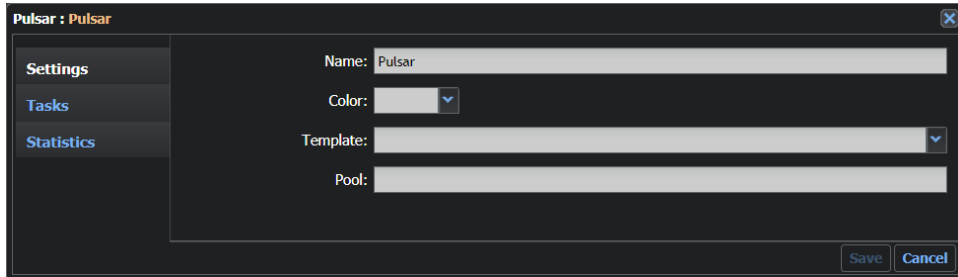 Pulsar : Pulsar
Settings
Tasks
Statistics
Name: Pulsar
Color:
Template:
Pool:
Save Cancel